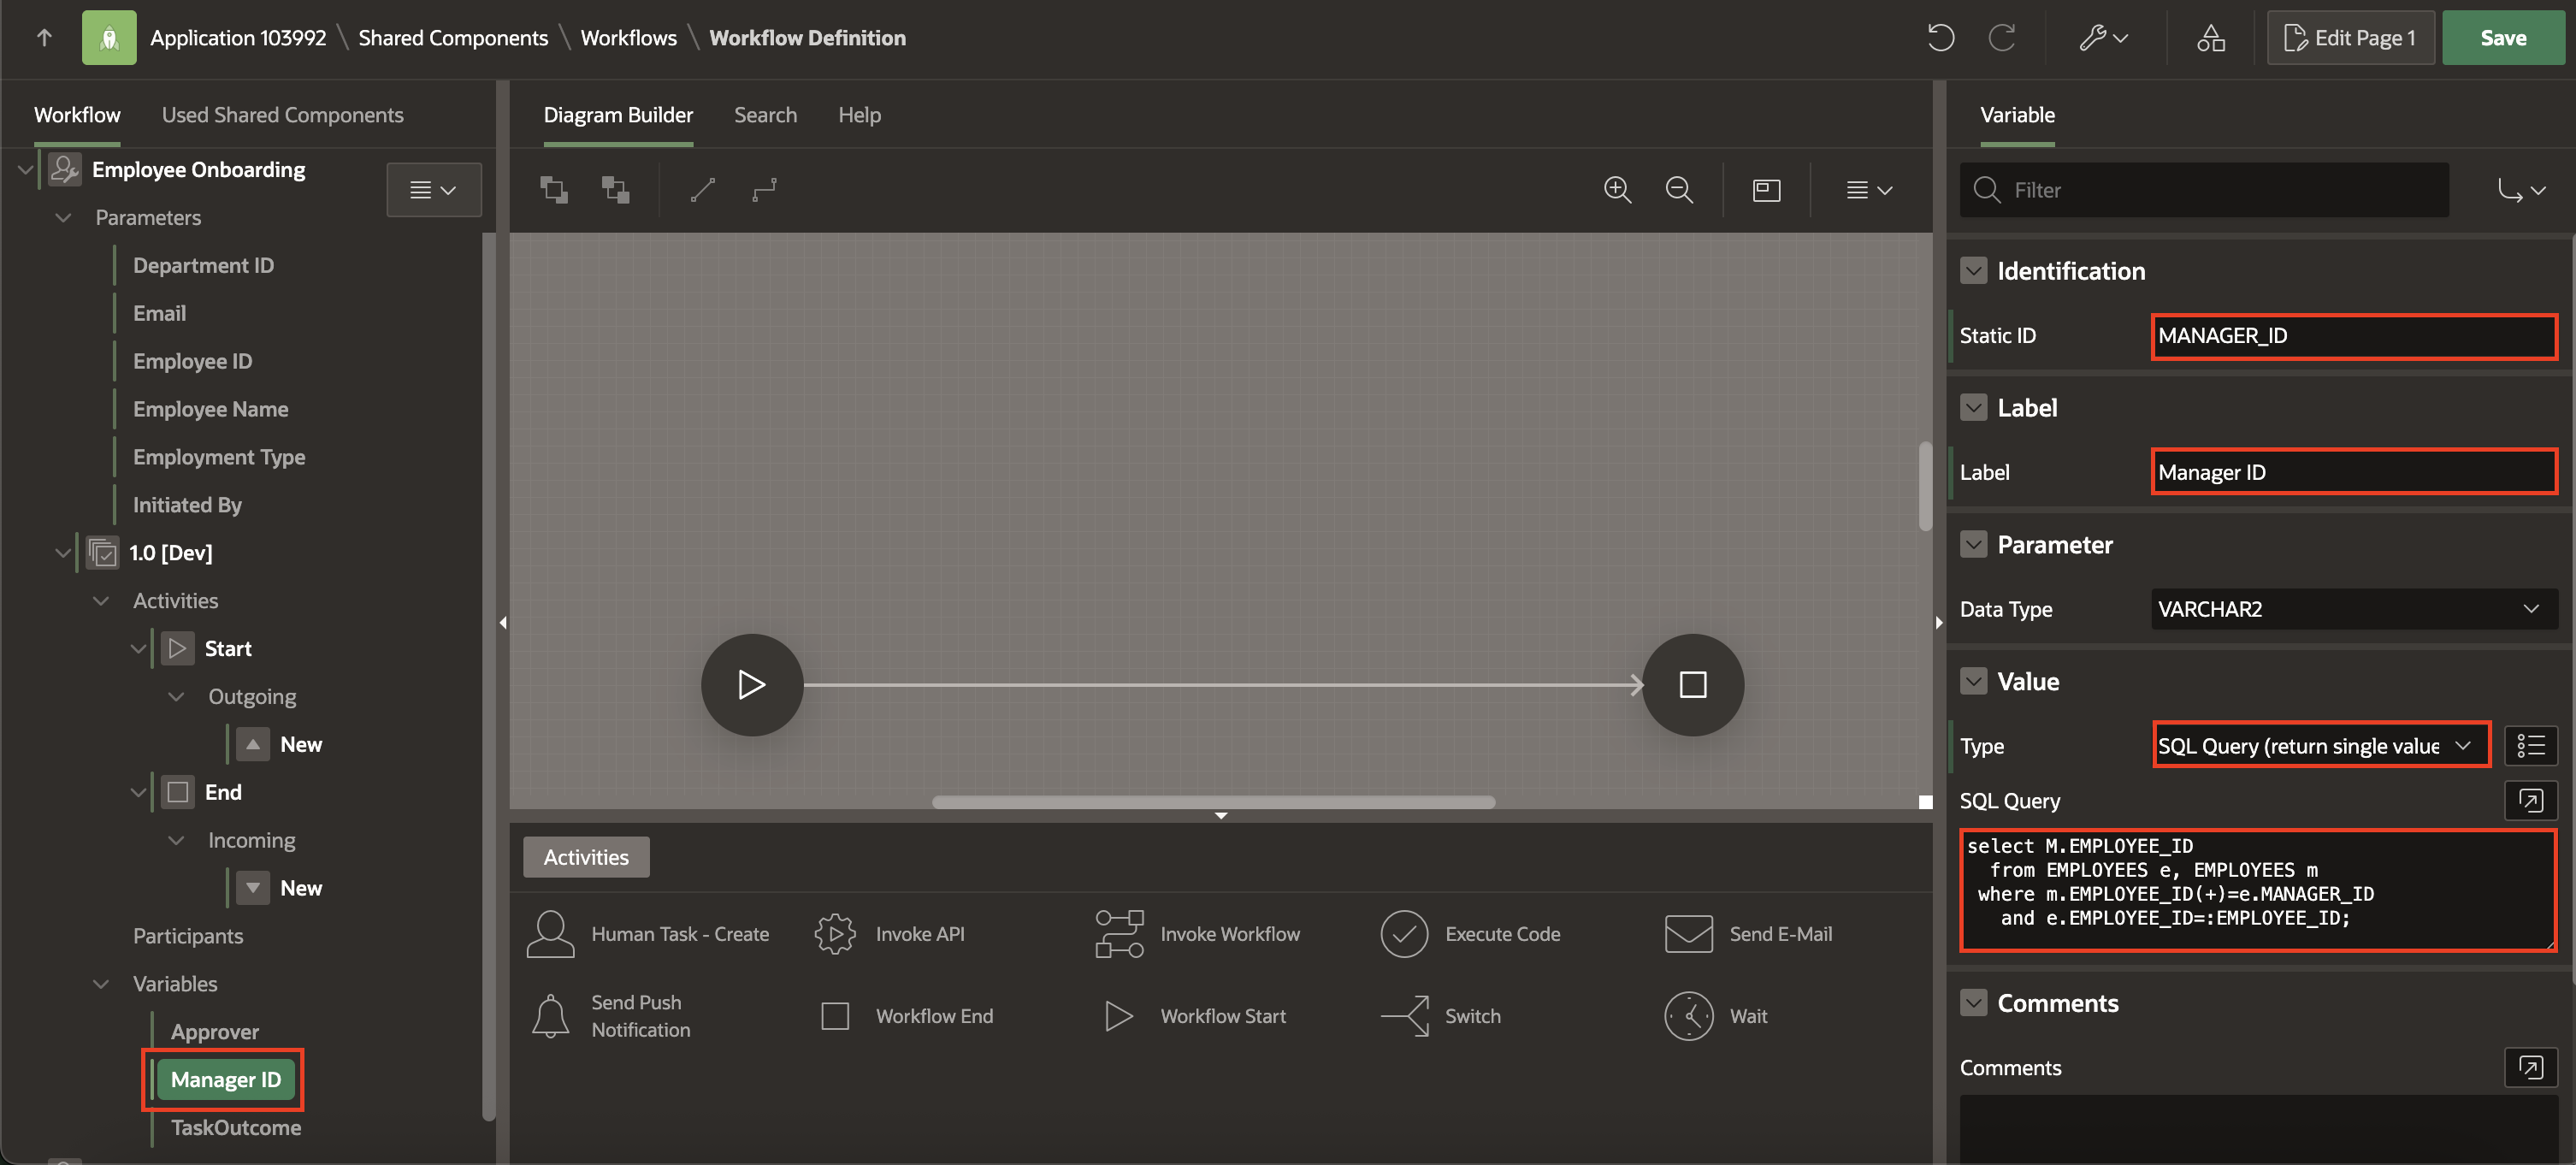 Application 103992 \ Shared Components \ Workflows \ Workflow Definition
Edit Page 1
Save
Workflow
Used Shared Components
Employee Onboarding
Parameters
Department ID
Email
Employee ID
Employee Name
Employment Type
Initiated By
1.0 [Dev]
Activities
Start
Outgoing
New
End
Incoming
New
Participants
Variables
Approver
Manager ID
TaskOutcome
Diagram Builder
Search
Help
Activities
Human Task - Create
Invoke API
Invoke Workflow
Execute Code
Send E-Mail
Send Push
Notification
Workflow End
Workflow Start
Switch
Wait
Variable
Filter
Identification
Static ID
MANAGER_ID
Label
Label
Manager ID
Parameter
Data Type
VARCHAR2
Value
Type
SQL Query (return single value
SQL Query
select M.EMPLOYEE_ID
from EMPLOYEES e, EMPLOYEES m
where m.EMPLOYEE_ID(+)=e.MANAGER_ID
and e.EMPLOYEE_ID=:EMPLOYEE_ID;
Comments
Comments